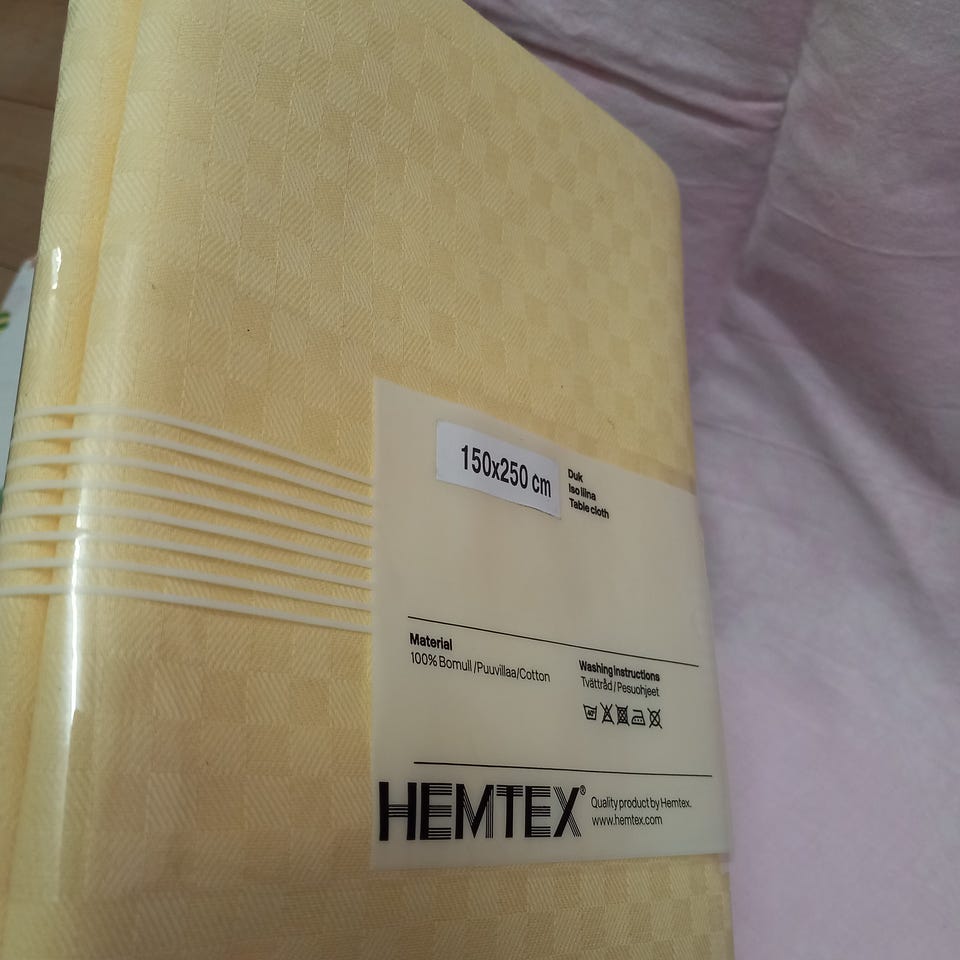 150x250 cm
Duk
Iso liina
Table cloth
Material
100% Bomull /Puuvillaa/Cotton
Washing Instructions
Tvättråd / Pesuohjeet
40°
HEMTEX®
Quality product by Hemtex.
www.hemtex.com